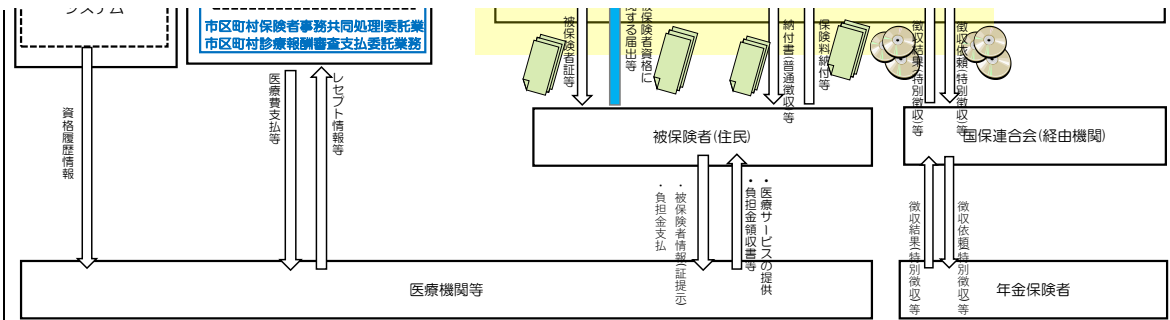 システム
市区町村保険者事務共同処理委託業
市区町村診療報酬審査支払委託業務
資格履歴情報
医療費支払等
レセプト情報等
被保険者証等
被保険者資格に
関する届出等
納付書(普通徴収)等
保険料納付等
徴収結果(特別徴収)等
徴収依頼(特別徴収)等
被保険者(住民)
国保連合会(経由機関)
・被保険者情報(証提示)
・負担金支払
・医療サービスの提供
・負担金領収書等
徴収結果(特別徴収)等
徴収依頼(特別徴収)等
医療機関等
年金保険者